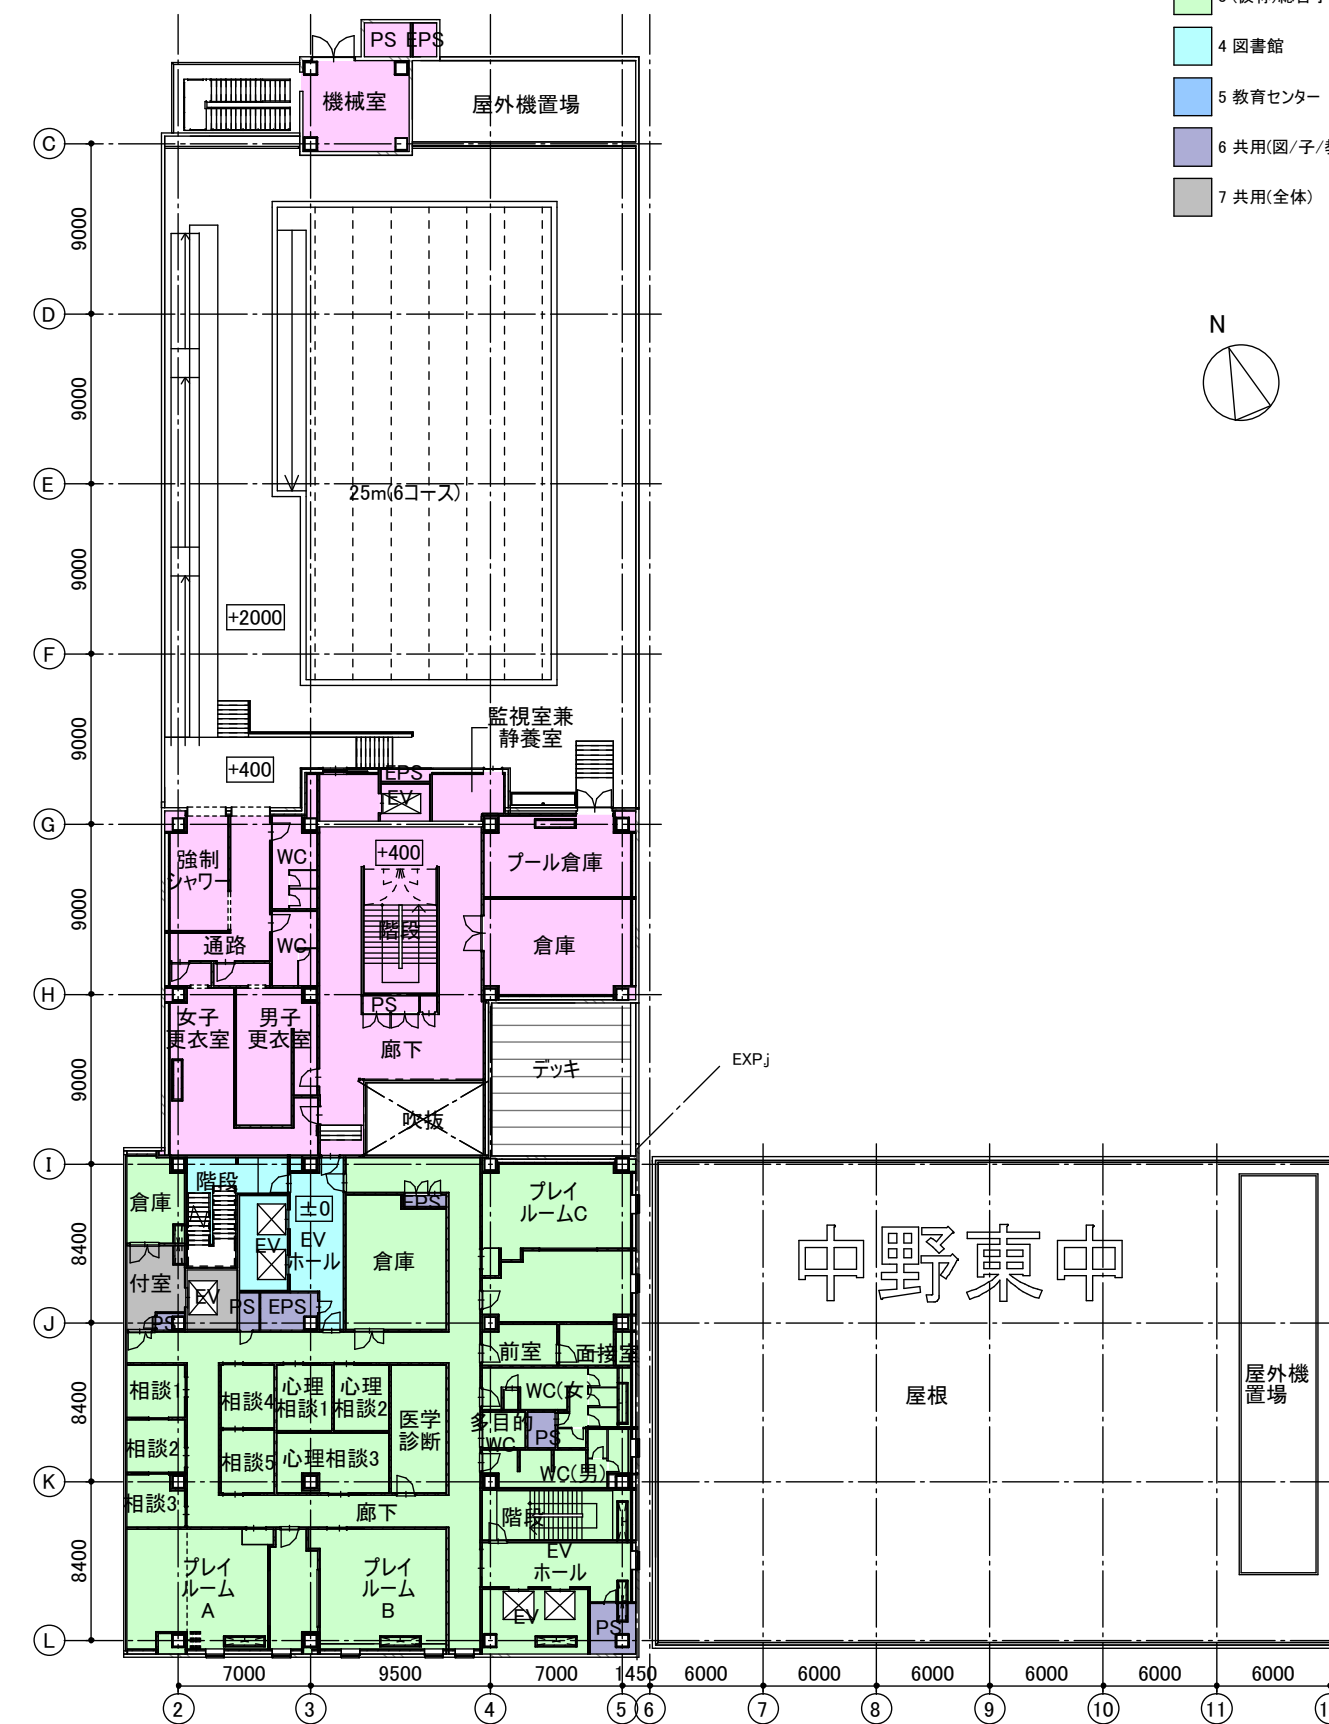 PS EPS
4 図書館
機械室
屋外機置場
5 教育センター
C
6 共用(図/子/
7 共用(全体)
9000
D
N
9000
E
25m(6コース)
9000
+2000
F
9000
監視室兼
静養室
+400
EPS
EV
G
+400
強制
シャワー
WC
プール倉庫
9000
階段
通路
WC
倉庫
H
PS
女子
更衣室
男子
更衣室
廊下
デッキ
EXP.j
9000
吹抜
I
階段
倉庫
±0
EPS
プレイ
ルームC
中野東中
8400
EV
EV
ホール
倉庫
付室
EV
PS
EPS
PS
J
前室
面接室
相談1
相談4
心理
相談1
心理
相談2
WC(女)
屋外機
置場
8400
医学
診断
多目的
WC
PS
屋根
相談2
相談5
心理相談3
WC(男)
K
相談3
廊下
階段
8400
プレイ
ルーム
A
プレイ
ルーム
B
EV
ホール
EV
PS
L
7000 9500 7000 1450 6000 6000 6000 6000 6000 6000
2 3 4 5 6 7 8 9 10 11